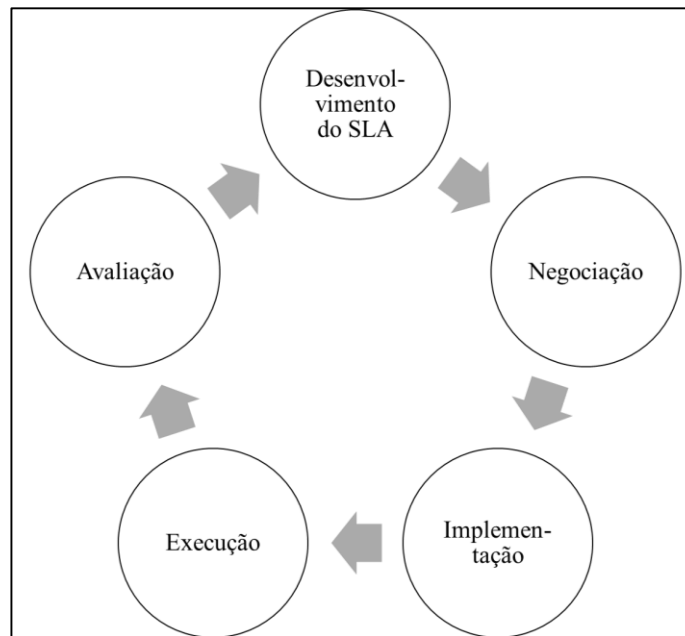 Desenvol-
vimento
do SLA
Avaliação
Negociação
Execução
Implemen-
tação